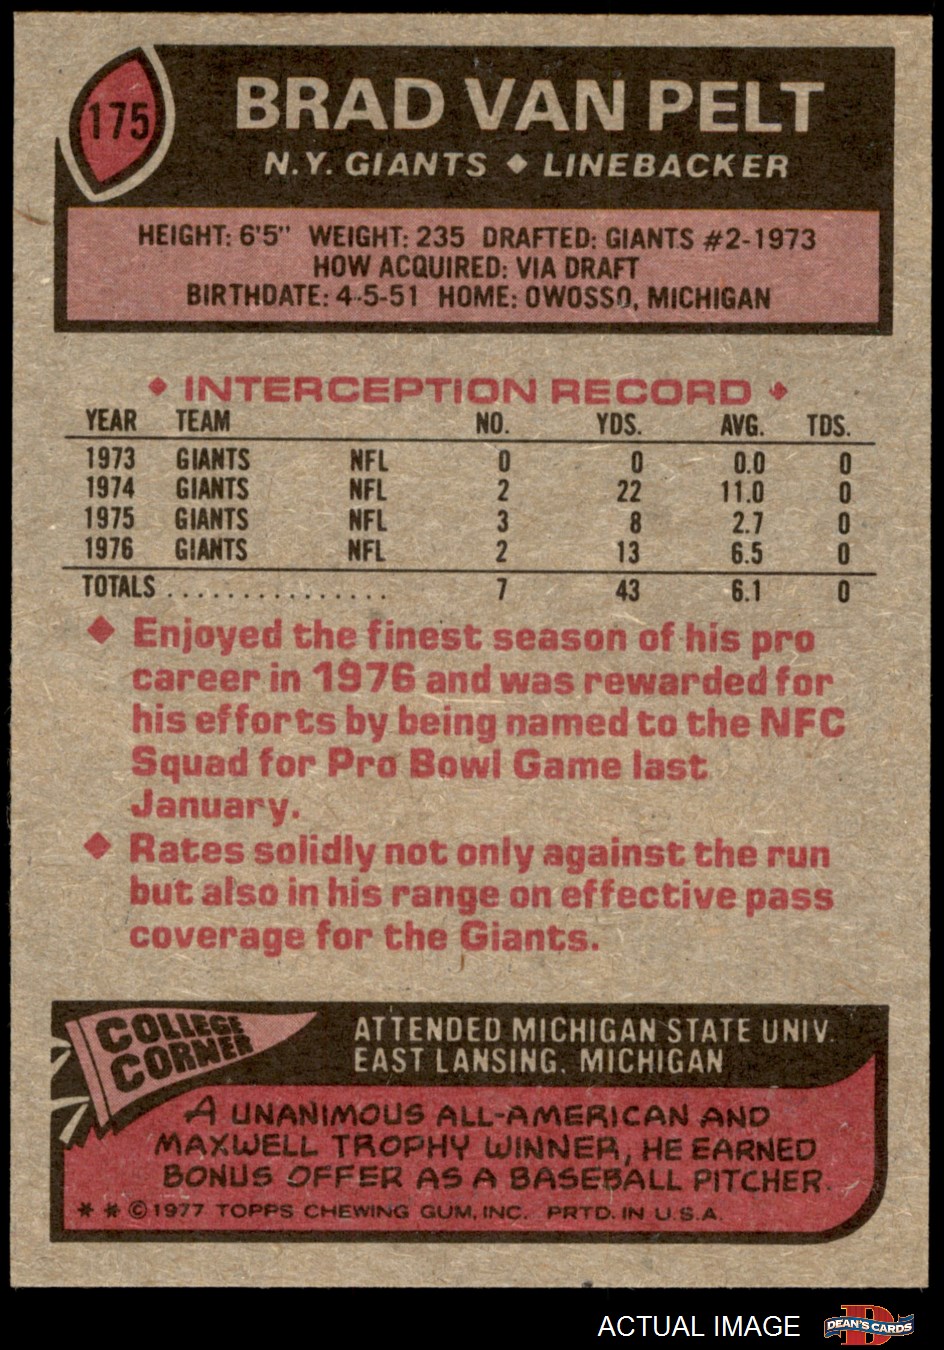 175
BRAD VAN PELT
N.Y. GIANTS ◆ LINEBACKER
HEIGHT: 6'5" WEIGHT: 235 DRAFTED: GIANTS #2-1973
HOW ACQUIRED: VIA DRAFT
BIRTHDATE: 4-5-51 HOME: OWOSSO, MICHIGAN
◆ INTERCEPTION RECORD ◆
YEAR TEAM NO. YDS. AVG. TDS.
1973 GIANTS NFL 0 0 0.0 0
1974 GIANTS NFL 2 22 11.0 0
1975 GIANTS NFL 3 8 2.7 0
1976 GIANTS NFL 2 13 6.5 0
TOTALS ............... 7 43 6.1 0
◆ Enjoyed the finest season of his pro
career in 1976 and was rewarded for
his efforts by being named to the NFC
Squad for Pro Bowl Game last
January.
◆ Rates solidly not only against the run
but also in his range on effective pass
coverage for the Giants.
COLLEGE
CORNER
ATTENDED MICHIGAN STATE UNIV.
EAST LANSING, MICHIGAN
A UNANIMOUS ALL-AMERICAN AND
MAXWELL TROPHY WINNER, HE EARNED
BONUS OFFER AS A BASEBALL PITCHER.
* * © 1977 TOPPS CHEWING GUM, INC. PRTD. IN U.S.A.
ACTUAL IMAGE
D
DEAN'S CARDS